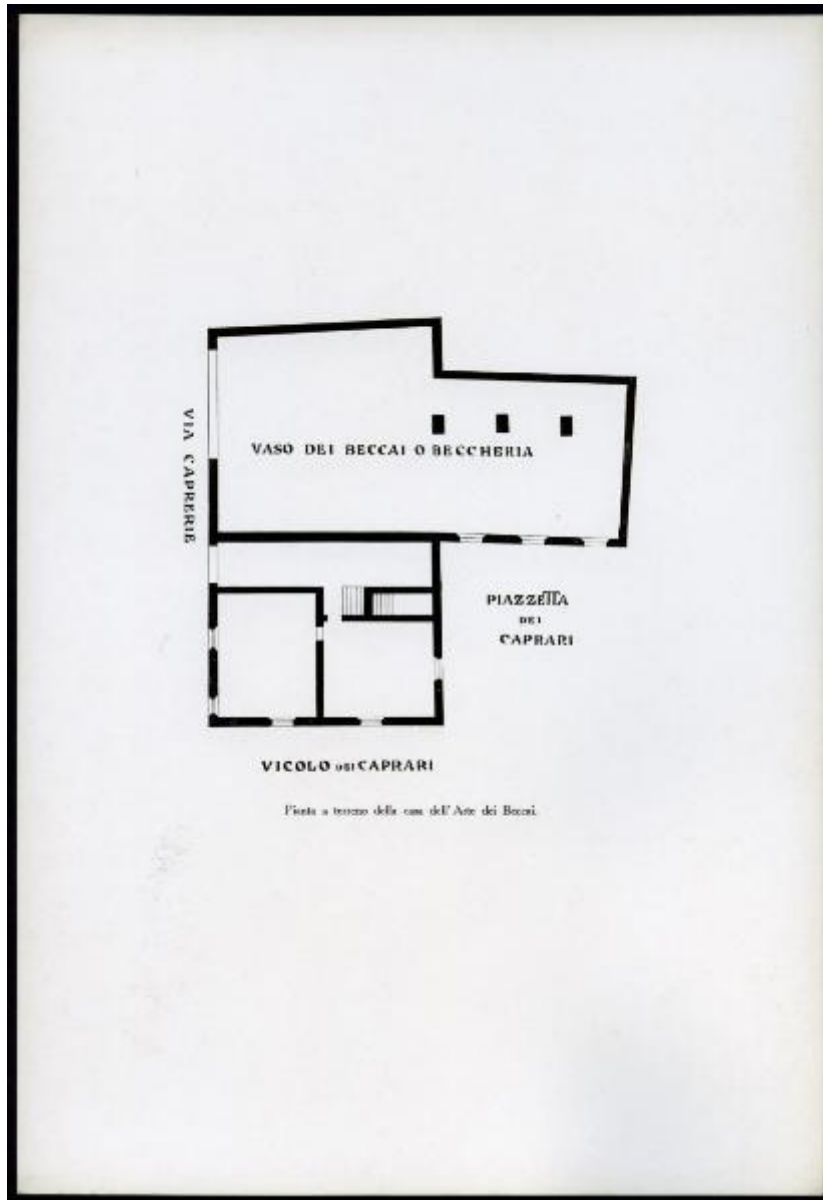 VIA CAPRERIE
VASO DEI BECCAI O BECCHERIA
PIAZZETTA
DEI
CAPRARI
VICOLO DEI CAPRARI
Pianta a terreno della casa dell'Arte dei Beccai.